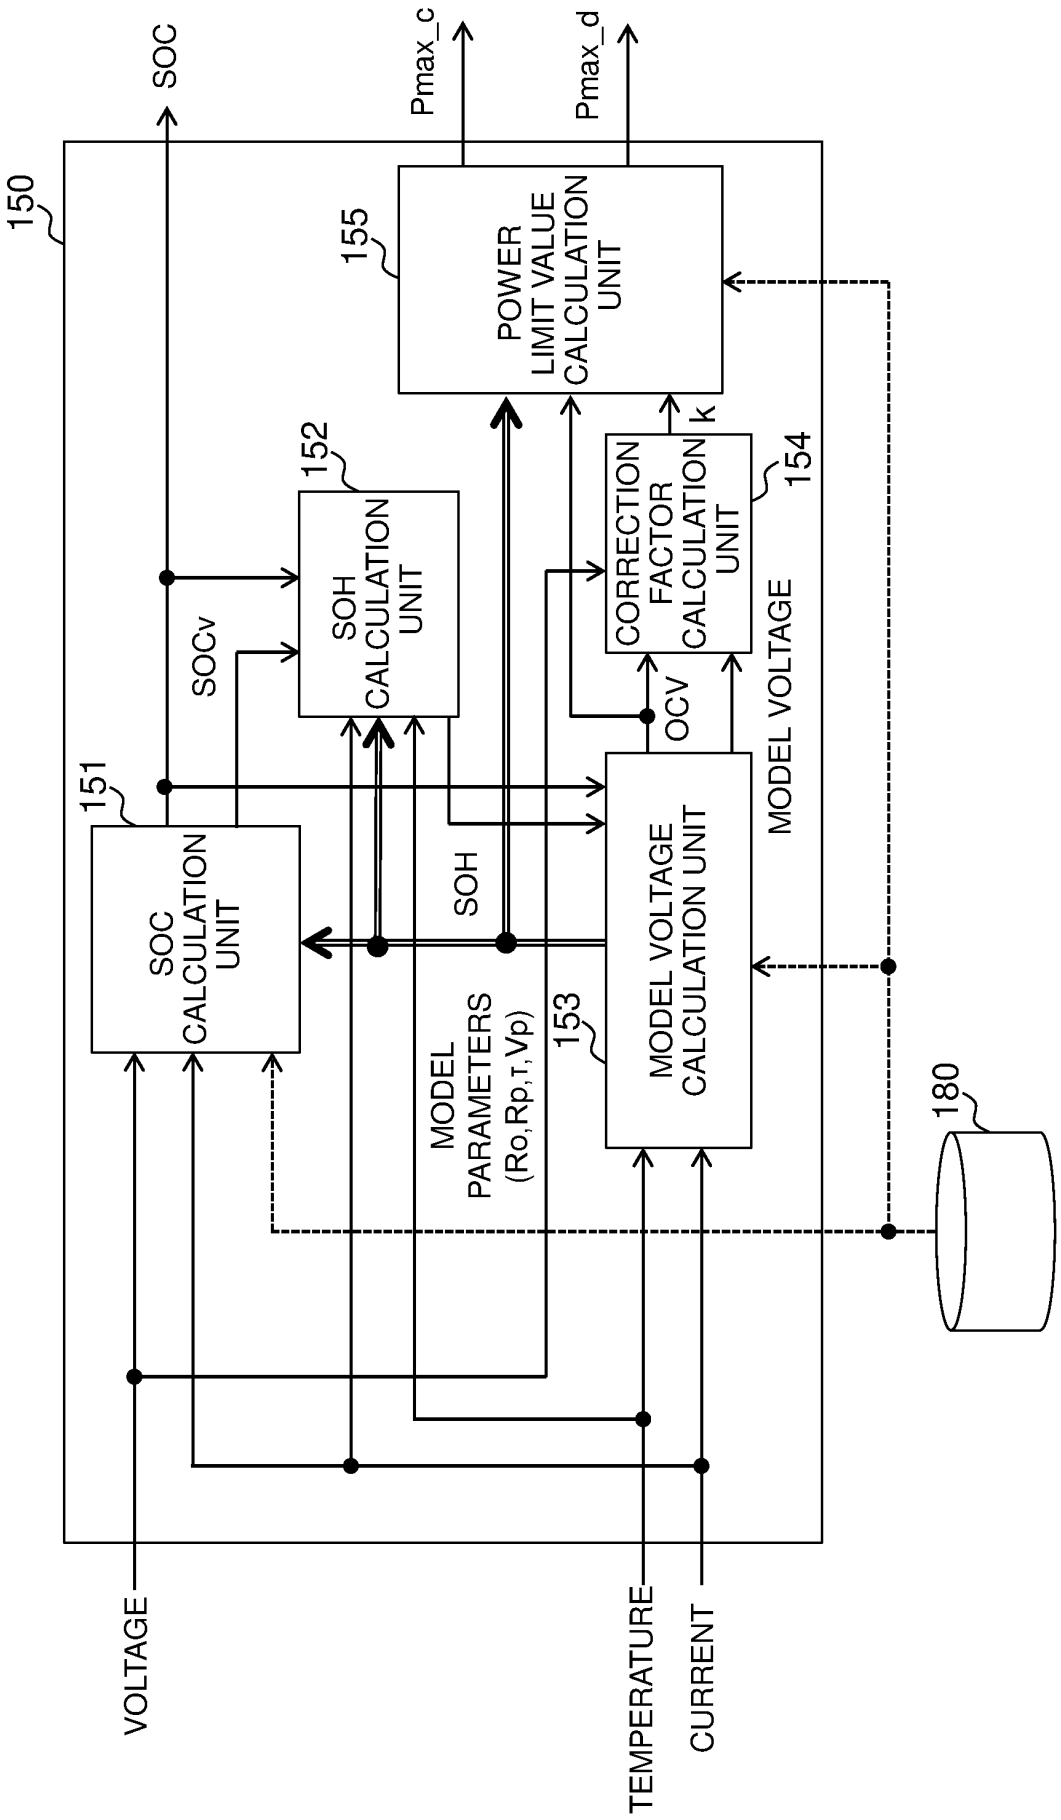 150
SOC
Pmax_c
Pmax_d
151
SOC
CALCULATION
UNIT
SOCv
152
SOH
CALCULATION
UNIT
155
POWER
LIMIT VALUE
CALCULATION
UNIT
VOLTAGE
SOH
MODEL
PARAMETERS
(Ro,Rp,τ,Vp)
153
MODEL VOLTAGE
CALCULATION UNIT
OCV
MODEL VOLTAGE
CORRECTION
FACTOR
CALCULATION
UNIT
154
k
TEMPERATURE
CURRENT
180